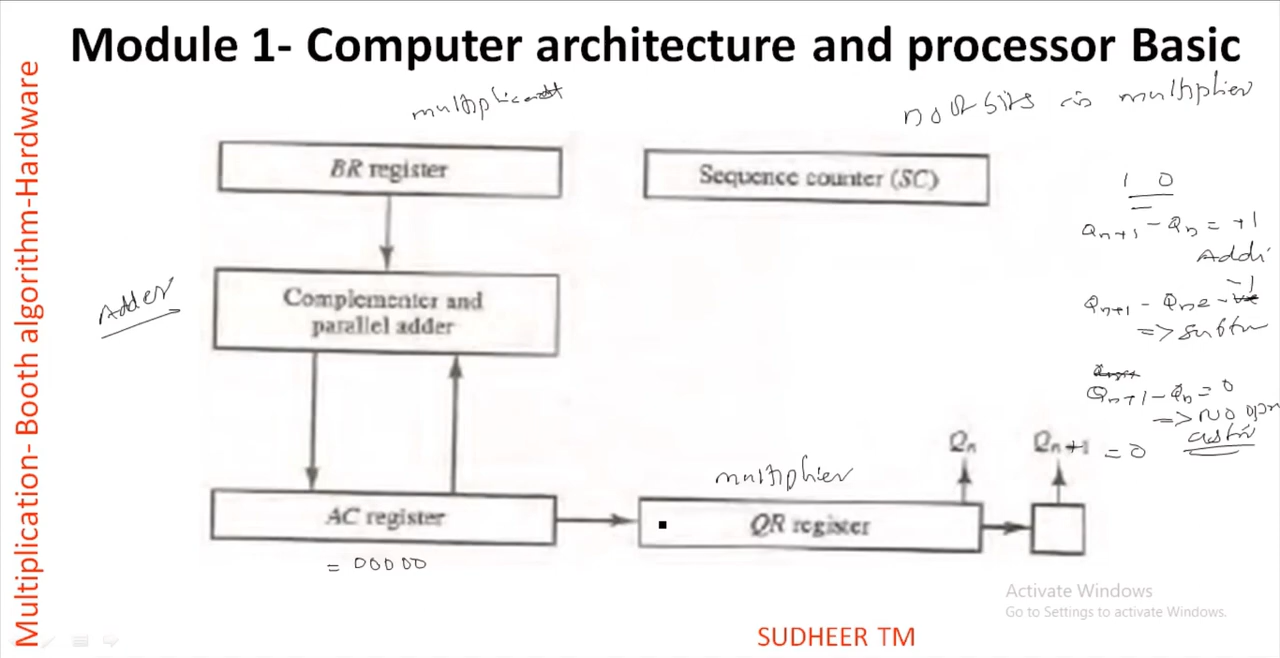 Module 1- Computer architecture and processor Basic
Multiplication- Booth algorithm-Hardware
no of bits in multiplier
BR register
Sequence counter (SC)
1 0
Qn+1 - Qn = +1
Addi
Adder
Complementer and
parallel adder
-1
Qn+1 - Qn = -
=> subtr
Qn+1 - Qn = 0
=> No opr
Qn
Qn+1 = 0
multiplier
AC register
QR register
= 00000
Activate Windows
Go to Settings to activate Windows.
SUDHEER TM